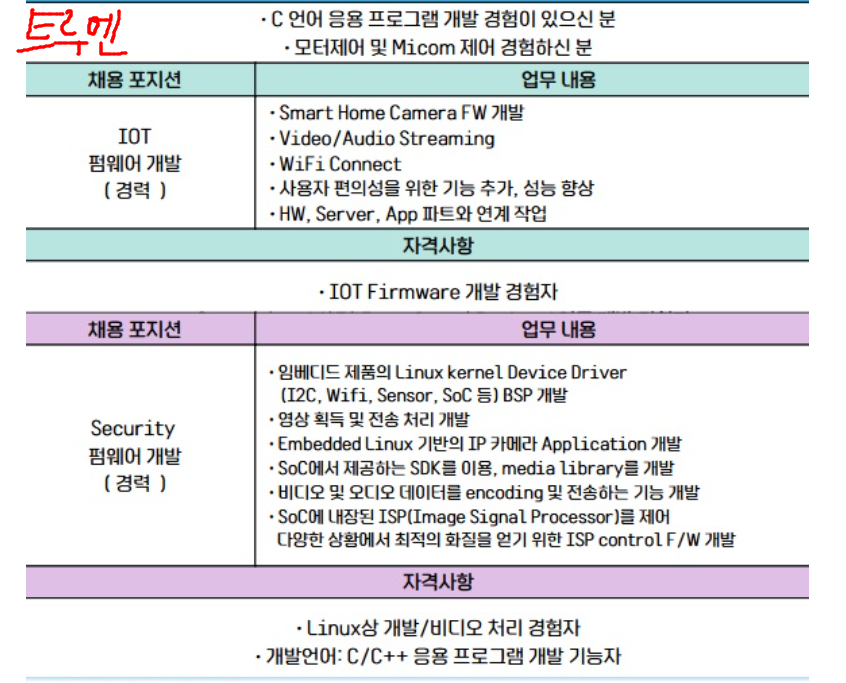 트루엔
· C 언어 응용 프로그램 개발 경험이 있으신 분
· 모터제어 및 Micom 제어 경험하신 분
채용 포지션 업무 내용
IOT
펌웨어 개발
( 경력 )
· Smart Home Camera FW 개발
· Video/Audio Streaming
· WiFi Connect
· 사용자 편의성을 위한 기능 추가, 성능 향상
· HW, Server, App 파트와 연계 작업
자격사항
· IOT Firmware 개발 경험자
채용 포지션 업무 내용
Security
펌웨어 개발
( 경력 )
· 임베디드 제품의 Linux kernel Device Driver
(I2C, Wifi, Sensor, SoC 등) BSP 개발
· 영상 획득 및 전송 처리 개발
· Embedded Linux 기반의 IP 카메라 Application 개발
· SoC에서 제공하는 SDK를 이용, media library를 개발
· 비디오 및 오디오 데이터를 encoding 및 전송하는 기능 개발
· SoC에 내장된 ISP(Image Signal Processor)를 제어
다양한 상황에서 최적의 화질을 얻기 위한 ISP control F/W 개발
자격사항
· Linux상 개발/비디오 처리 경험자
· 개발언어: C/C++ 응용 프로그램 개발 기능자